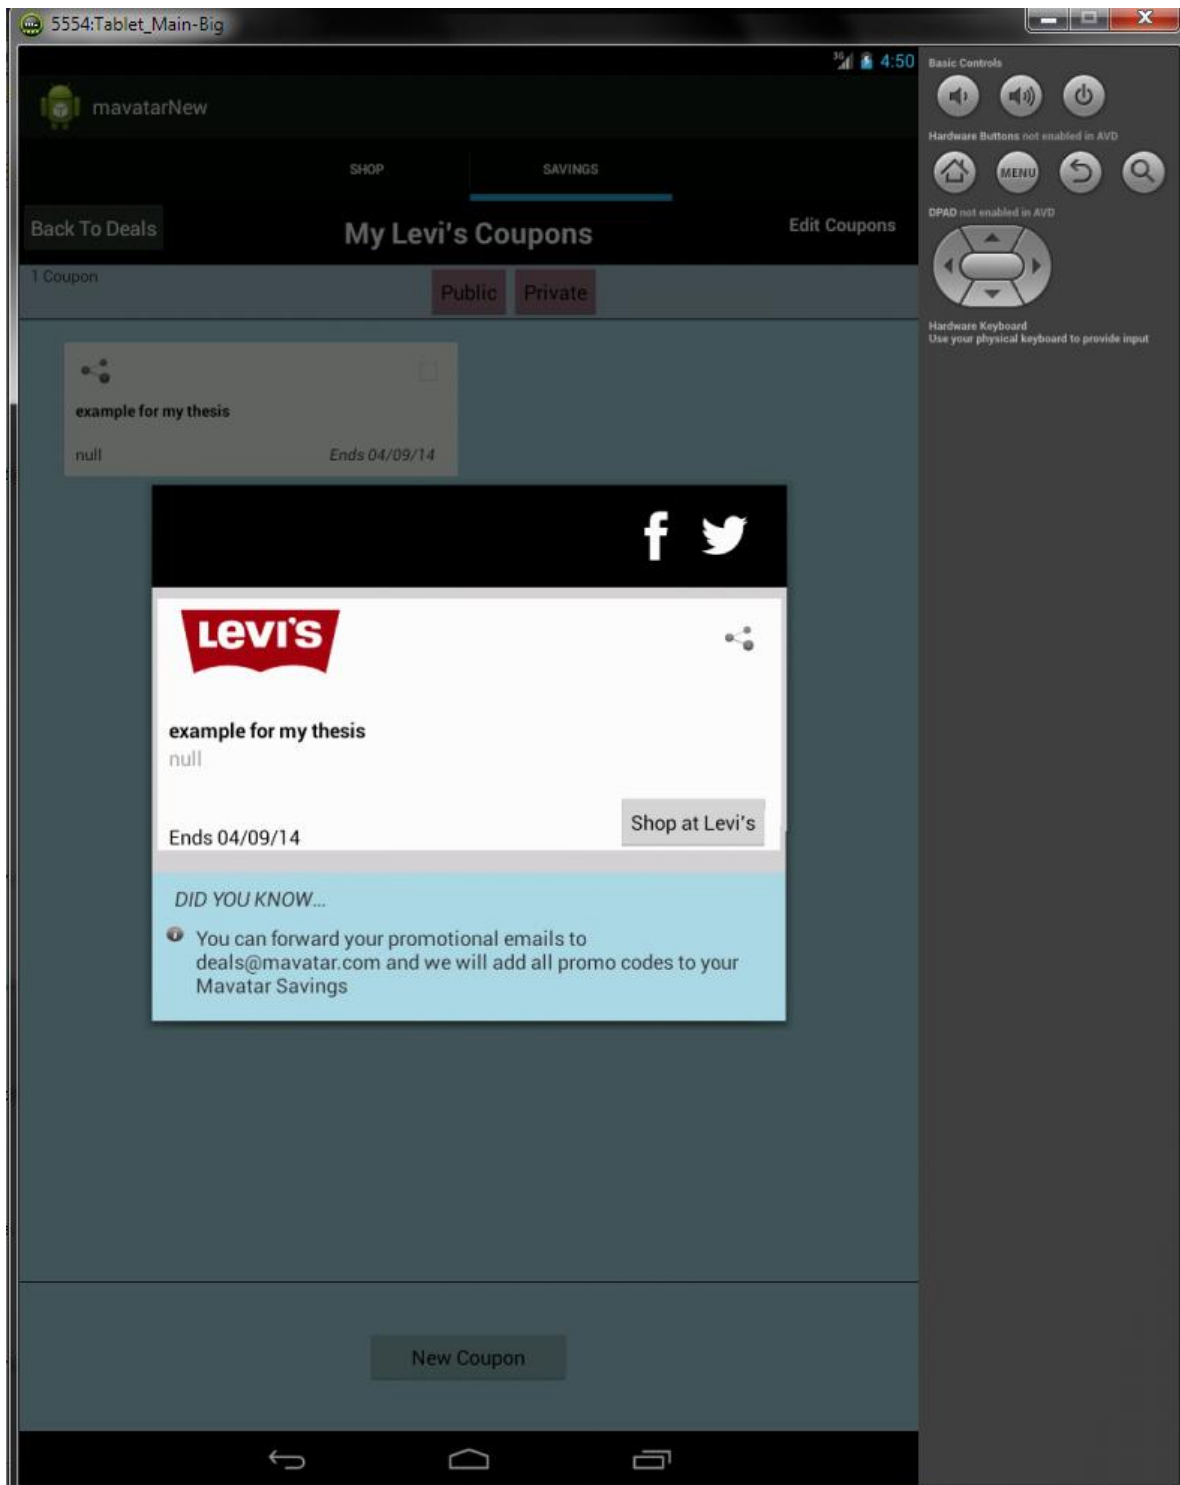 5554:Tablet_Main-Big
3G 4:50
mavatarNew
SHOP SAVINGS
Back To Deals My Levi's Coupons Edit Coupons
1 Coupon
Public Private
example for my thesis
null Ends 04/09/14
f
LEVI'S
example for my thesis
null
Ends 04/09/14 Shop at Levi's
DID YOU KNOW...
You can forward your promotional emails to
deals@mavatar.com and we will add all promo codes to your
Mavatar Savings
New Coupon
Basic Controls
Hardware Buttons not enabled in AVD
MENU
DPAD not enabled in AVD
Hardware Keyboard
Use your physical keyboard to provide input